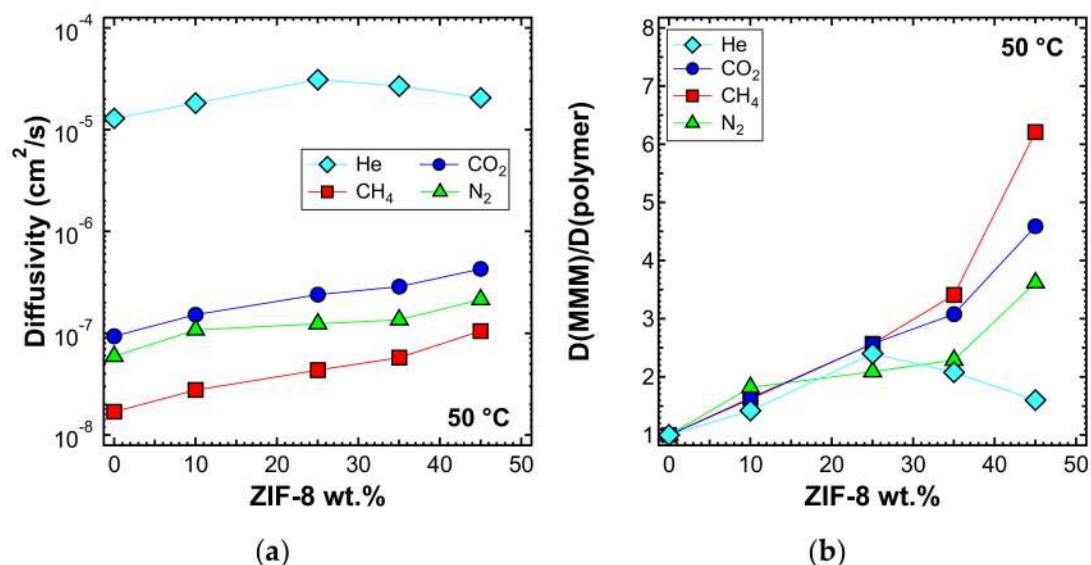 10⁻⁴
10⁻⁵
10⁻⁶
10⁻⁷
10⁻⁸
Diffusivity (cm²/s)
He
CO₂
CH₄
N₂
50 °C
0 10 20 30 40 50
ZIF-8 wt.%
(a)
8
7
6
5
4
3
2
1
D(MMM)/D(polymer)
He
CO₂
CH₄
N₂
50 °C
0 10 20 30 40 50
ZIF-8 wt.%
(b)